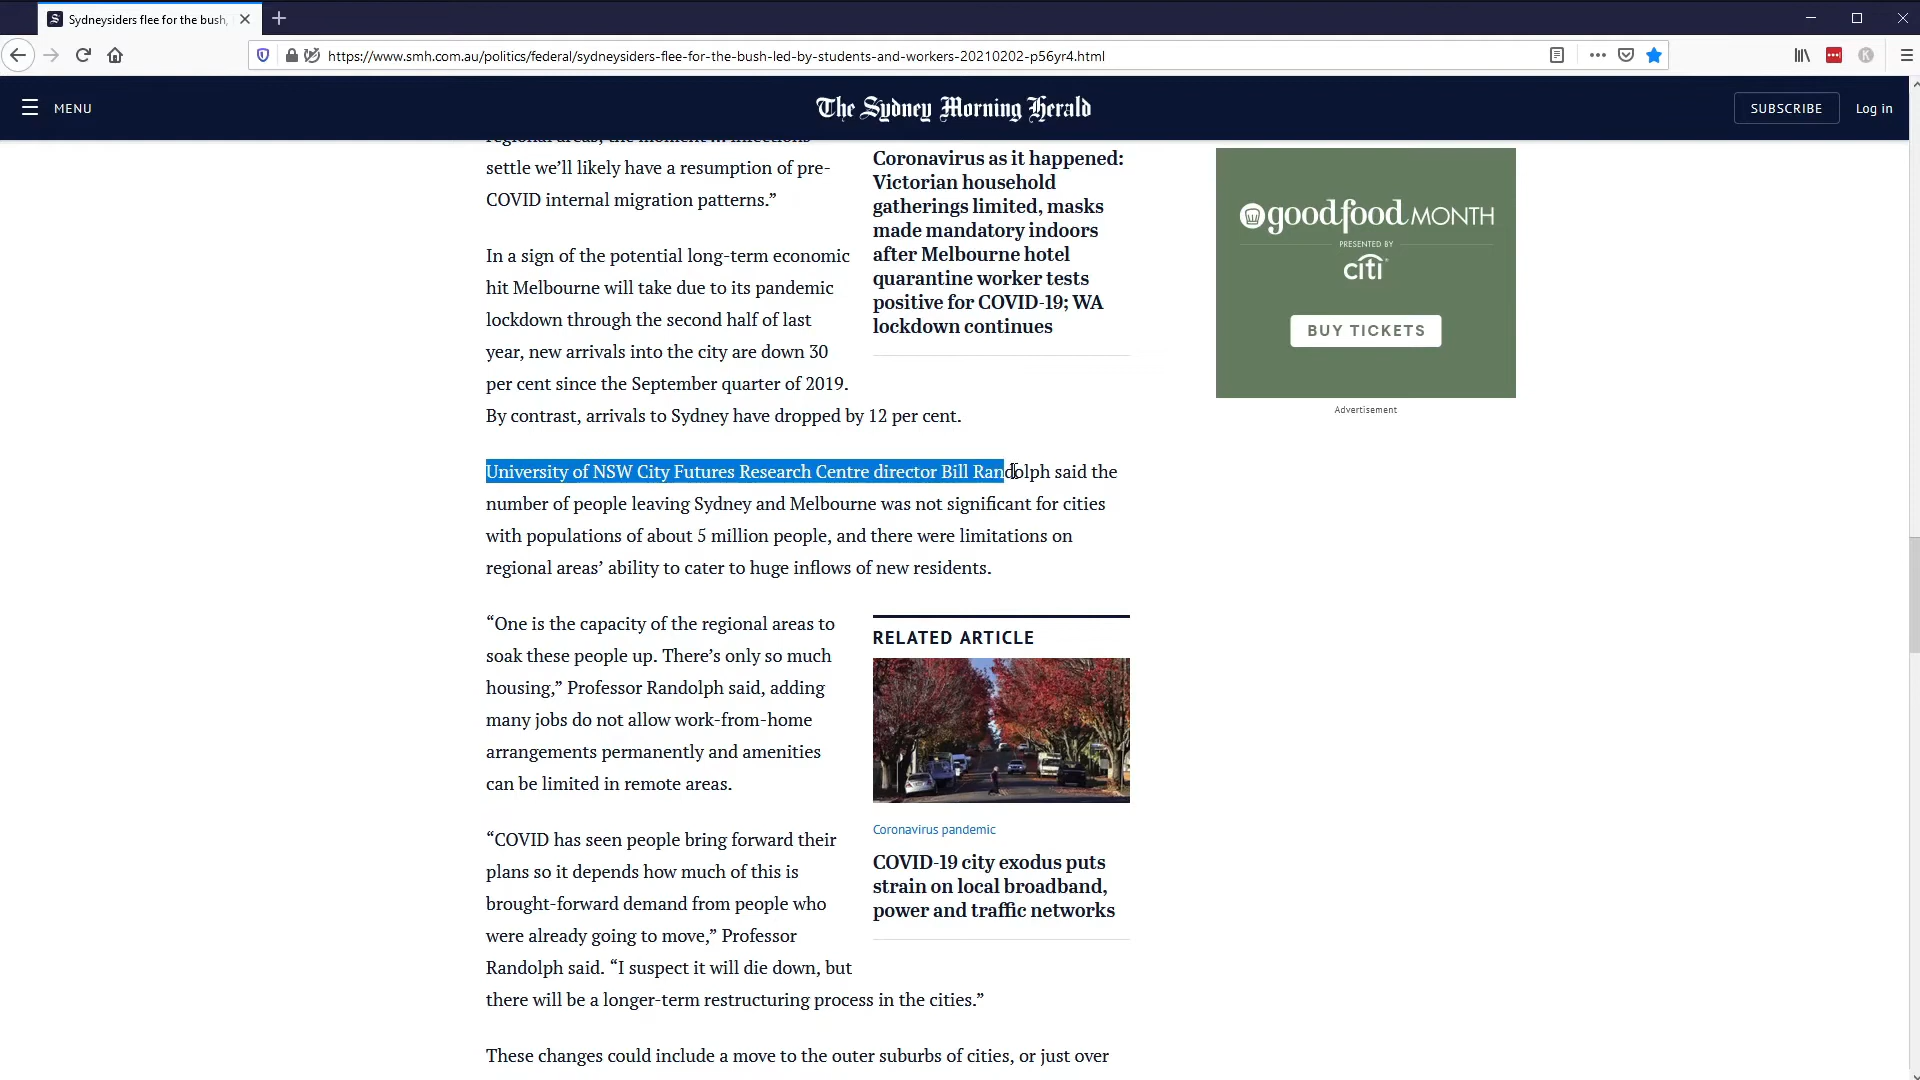 Sydneysiders flee for the bush,
https://www.smh.com.au/politics/federal/sydneysiders-flee-for-the-bush-led-by-students-and-workers-20210202-p56yr4.html
MENU
The Sydney Morning Herald
SUBSCRIBE
Log in
settle we’ll likely have a resumption of pre-
COVID internal migration patterns.”
In a sign of the potential long-term economic
hit Melbourne will take due to its pandemic
lockdown through the second half of last
year, new arrivals into the city are down 30
per cent since the September quarter of 2019.
By contrast, arrivals to Sydney have dropped by 12 per cent.
Coronavirus as it happened:
Victorian household
gatherings limited, masks
made mandatory indoors
after Melbourne hotel
quarantine worker tests
positive for COVID-19; WA
lockdown continues
goodfood MONTH
PRESENTED BY
citi
BUY TICKETS
Advertisement
University of NSW City Futures Research Centre director Bill Randolph said the
number of people leaving Sydney and Melbourne was not significant for cities
with populations of about 5 million people, and there were limitations on
regional areas’ ability to cater to huge inflows of new residents.
“One is the capacity of the regional areas to
soak these people up. There’s only so much
housing,” Professor Randolph said, adding
many jobs do not allow work-from-home
arrangements permanently and amenities
can be limited in remote areas.
RELATED ARTICLE
Coronavirus pandemic
COVID-19 city exodus puts
strain on local broadband,
power and traffic networks
“COVID has seen people bring forward their
plans so it depends how much of this is
brought-forward demand from people who
were already going to move,” Professor
Randolph said. “I suspect it will die down, but
there will be a longer-term restructuring process in the cities.”
These changes could include a move to the outer suburbs of cities, or just over